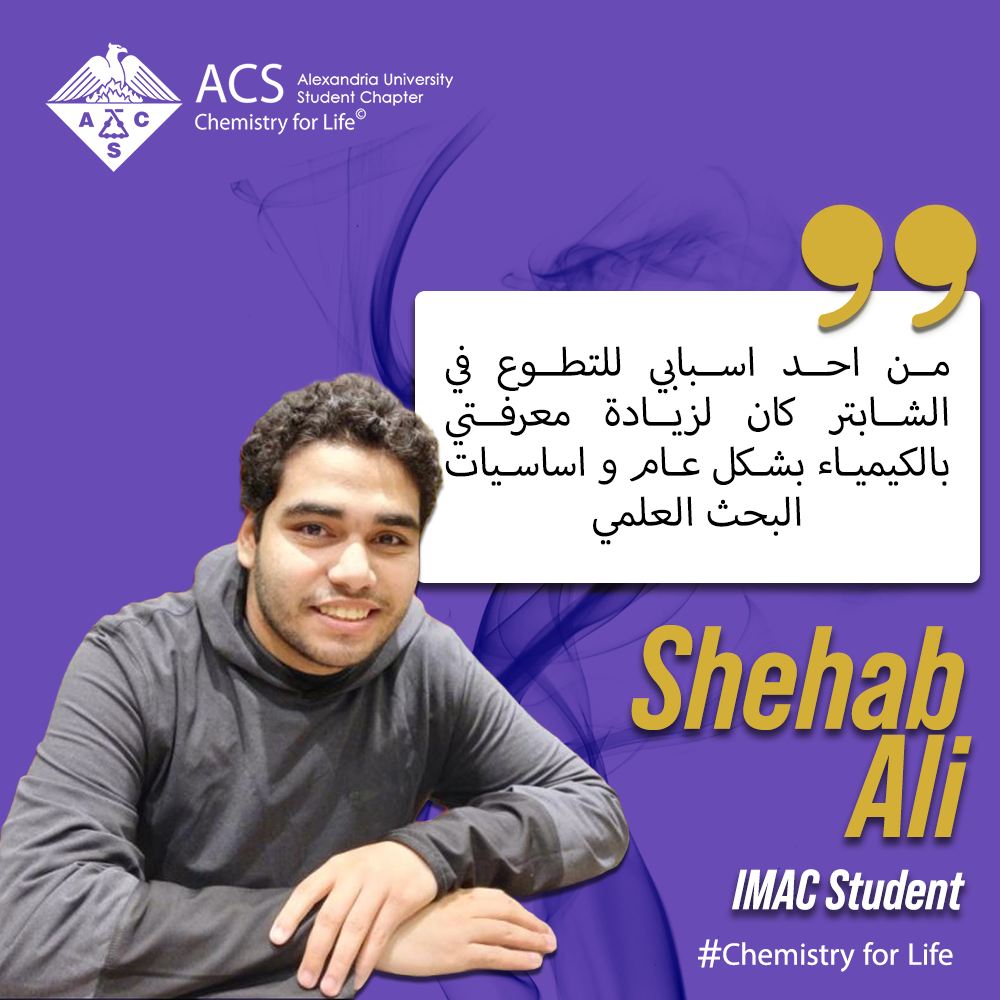 ACS Alexandria University
Student Chapter
Chemistry for Life©
A C
S
من احد اسبابي للتطوع في
الشابتر كان لزيادة معرفتي
بالكيمياء بشكل عام و اساسيات
البحث العلمي
Shehab
Ali
IMAC Student
#Chemistry for Life